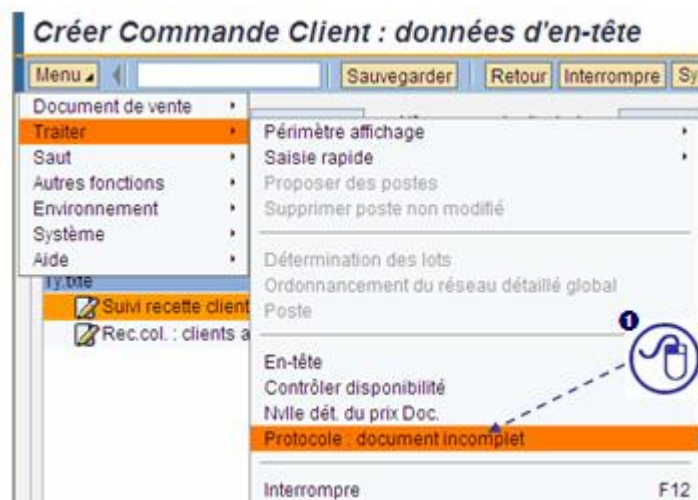 Créer Commande Client : données d'en-tête
Menu Sauvegarder Retour Interrompre
Document de vente
Traiter
Saut
Autres fonctions
Environnement
Système
Aide
Ty.txte
Suivi recette client
Rec.col. : clients a
Périmètre affichage
Saisie rapide
Proposer des postes
Supprimer poste non modifié
Détermination des lots
Ordonnancement du réseau détaillé global
Poste
1
En-tête
Contrôler disponibilité
Nvlle dét. du prix Doc.
Protocole : document incomplet
Interrompre F12